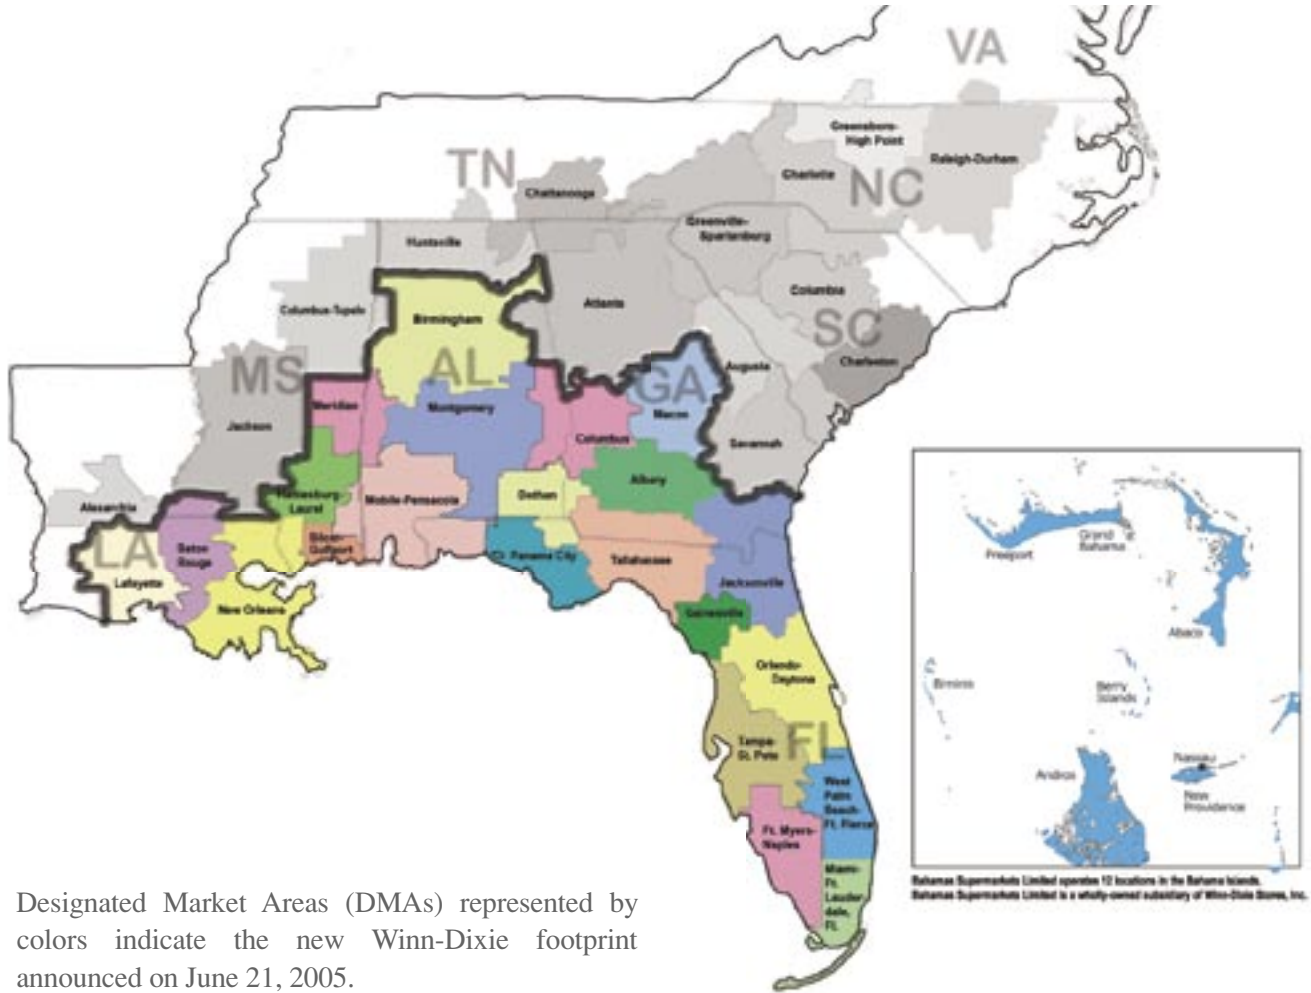 VA
Greensboro-
High Point
Raleigh-Durham
TN
Chattanooga
Charlotte
NC
Greenville-
Spartanburg
Huntsville
Columbus-Tupelo
Birmingham
Atlanta
Columbia
SC
Charleston
MS
AL
GA
Augusta
Meridian
Montgomery
Macon
Jackson
Columbus
Savannah
Albany
Hattiesburg-
Laurel
Mobile-Pensacola
Dothan
Alexandria
LA
Baton
Rouge
Biloxi-
Gulfport
Panama City
Tallahassee
Lafayette
Jacksonville
New Orleans
Gainesville
Orlando-
Daytona
FL
Tampa-
St. Pete
West
Palm
Beach-
Ft. Pierce
Ft. Myers-
Naples
Miami-
Ft.
Lauder-
dale,
FL
Freeport
Grand
Bahama
Abaco
Biminis
Berry
Islands
Andros
Nassau
New
Providence
Bahamas Supermarkets Limited operates 12 locations in the Bahama Islands.
Bahamas Supermarkets Limited is a wholly-owned subsidiary of Winn-Dixie Stores, Inc.
Designated Market Areas (DMAs) represented by
colors indicate the new Winn-Dixie footprint
announced on June 21, 2005.